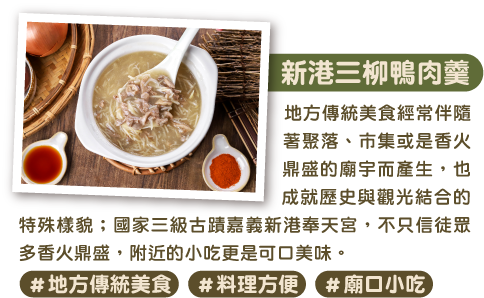 新港三柳鴨肉羹
地方傳統美食經常伴隨
著聚落、市集或是香火
鼎盛的廟宇而產生，也
成就歷史與觀光結合的
特殊樣貌；國家三級古蹟嘉義新港奉天宮，不只信徒眾
多香火鼎盛，附近的小吃更是可口美味。
#地方傳統美食 #料理方便 #廟口小吃